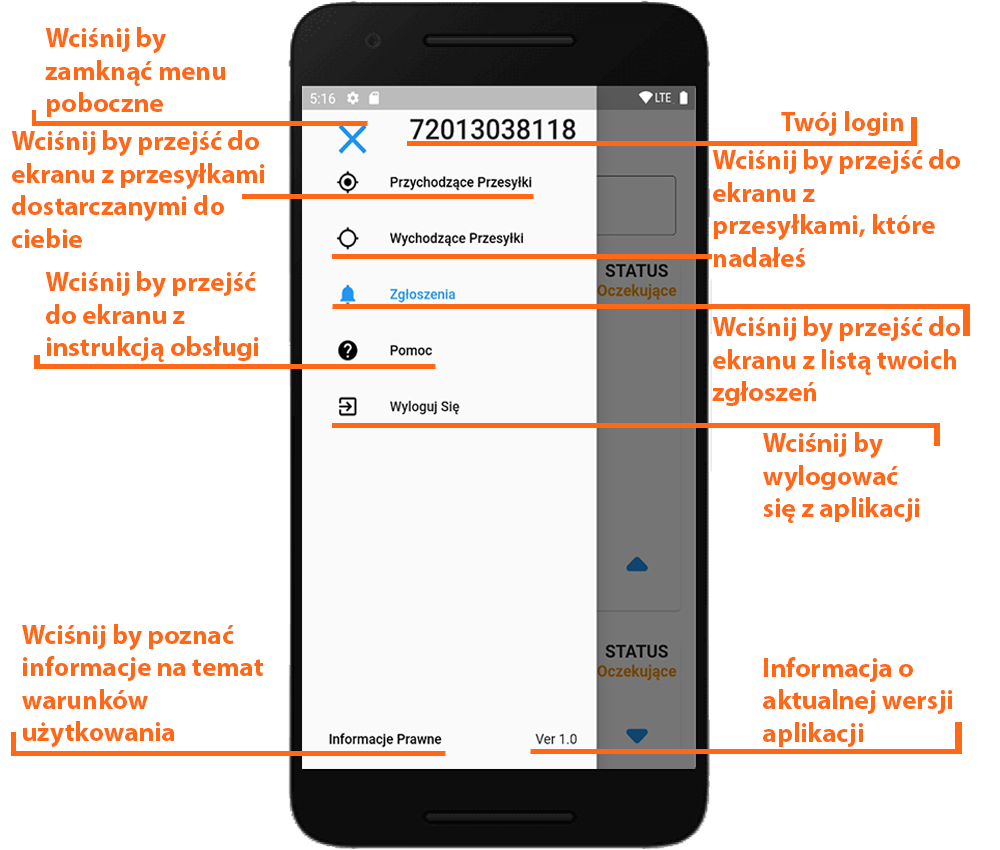 Wciśnij by
zamknąć menu
poboczne
Wciśnij by przejść do
ekranu z przesyłkami
dostarczanymi do
ciebie
Wciśnij by przejść
do ekranu z
instrukcją obsługi
Wciśnij by poznać
informacje na temat
warunków
użytkowania
5:16
LTE
72013038118
Przychodzące Przesyłki
Wychodzące Przesyłki
Zgłoszenia
Pomoc
Wyloguj Się
Informacje Prawne
Ver 1.0
STATUS
Oczekujące
STATUS
Oczekujące
Twój login
Wciśnij by przejść do
ekranu z
przesyłkami, które
nadałeś
Wciśnij by przejść do
ekranu z listą twoich
zgłoszeń
Wciśnij by
wylogować
się z aplikacji
Informacja o
aktualnej wersji
aplikacji